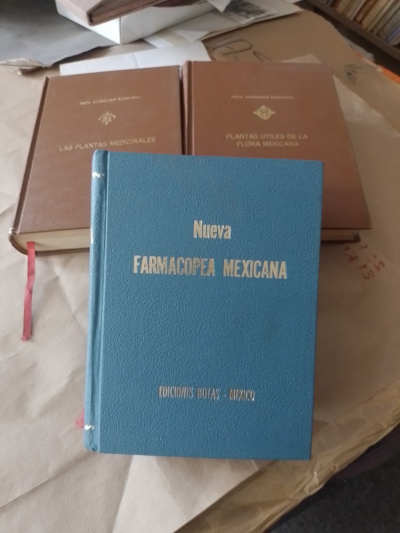 LAS PLANTAS MEDICINALES
PLANTAS UTILES DE LA
FLORA MEXICANA
Nueva
FARMACOPEA MEXICANA
EDICIONES BOTAS - MEXICO